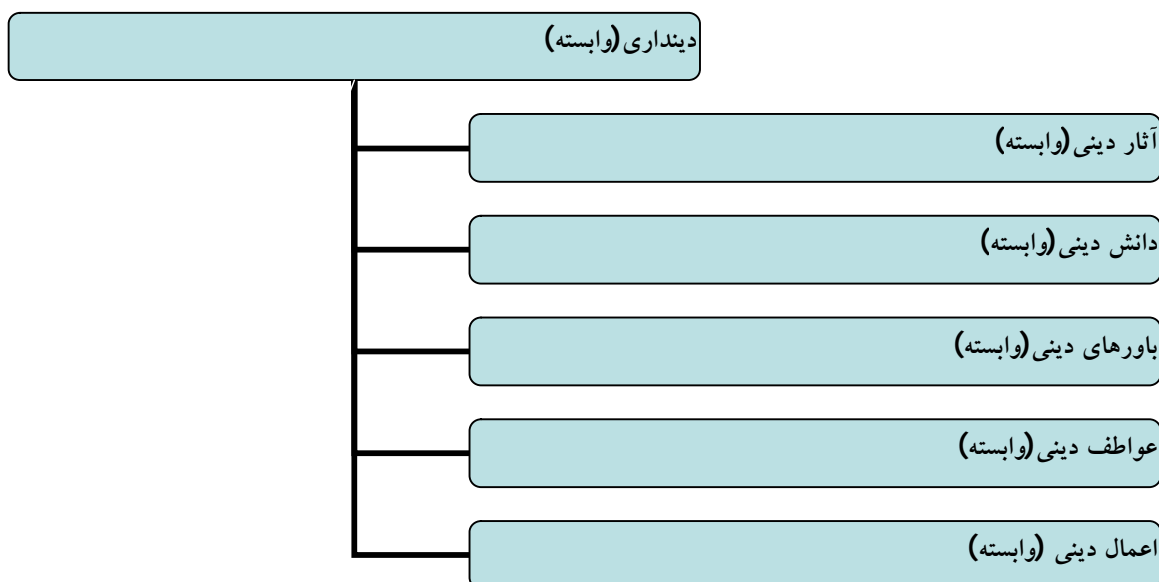 دینداری(وابسته)
آثار دینی(وابسته)
دانش دینی(وابسته)
باورهای دینی(وابسته)
عواطف دینی(وابسته)
اعمال دینی (وابسته)